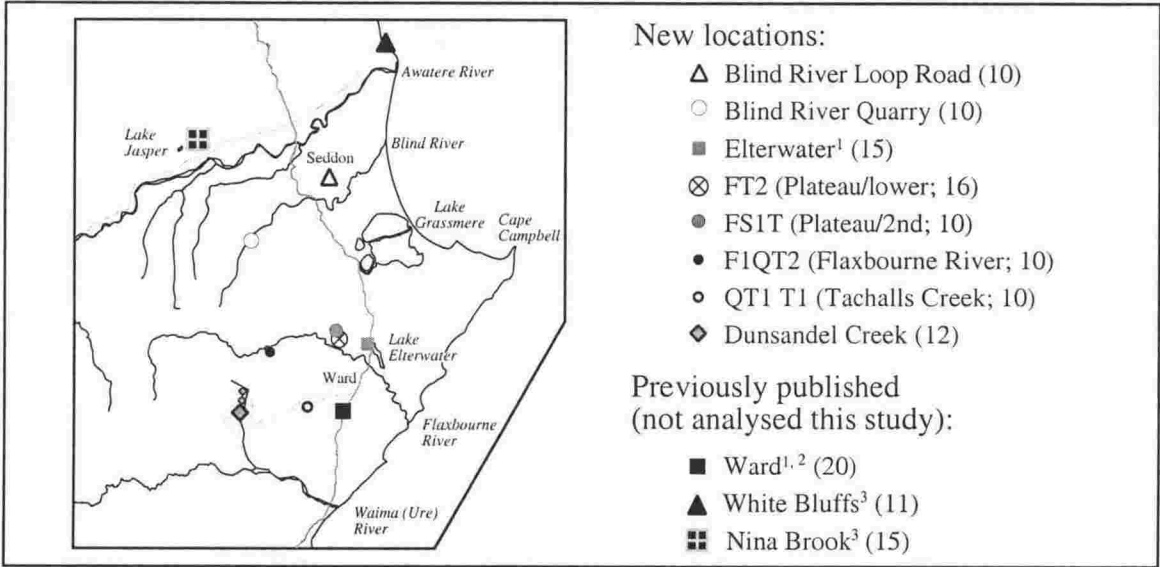 Awatere River
Lake
Jasper
Blind River
Seddon
Lake
Grassmere
Cape
Campbell
Lake
Elterwater
Ward
Flaxbourne
River
Waima (Ure)
River
New locations:
Blind River Loop Road (10)
Blind River Quarry (10)
Elterwater¹ (15)
FT2 (Plateau/lower; 16)
FS1T (Plateau/2nd; 10)
F1QT2 (Flaxbourne River; 10)
QT1 T1 (Tachalls Creek; 10)
Dunsandel Creek (12)
Previously published
(not analysed this study):
Ward¹,² (20)
White Bluffs³ (11)
Nina Brook³ (15)